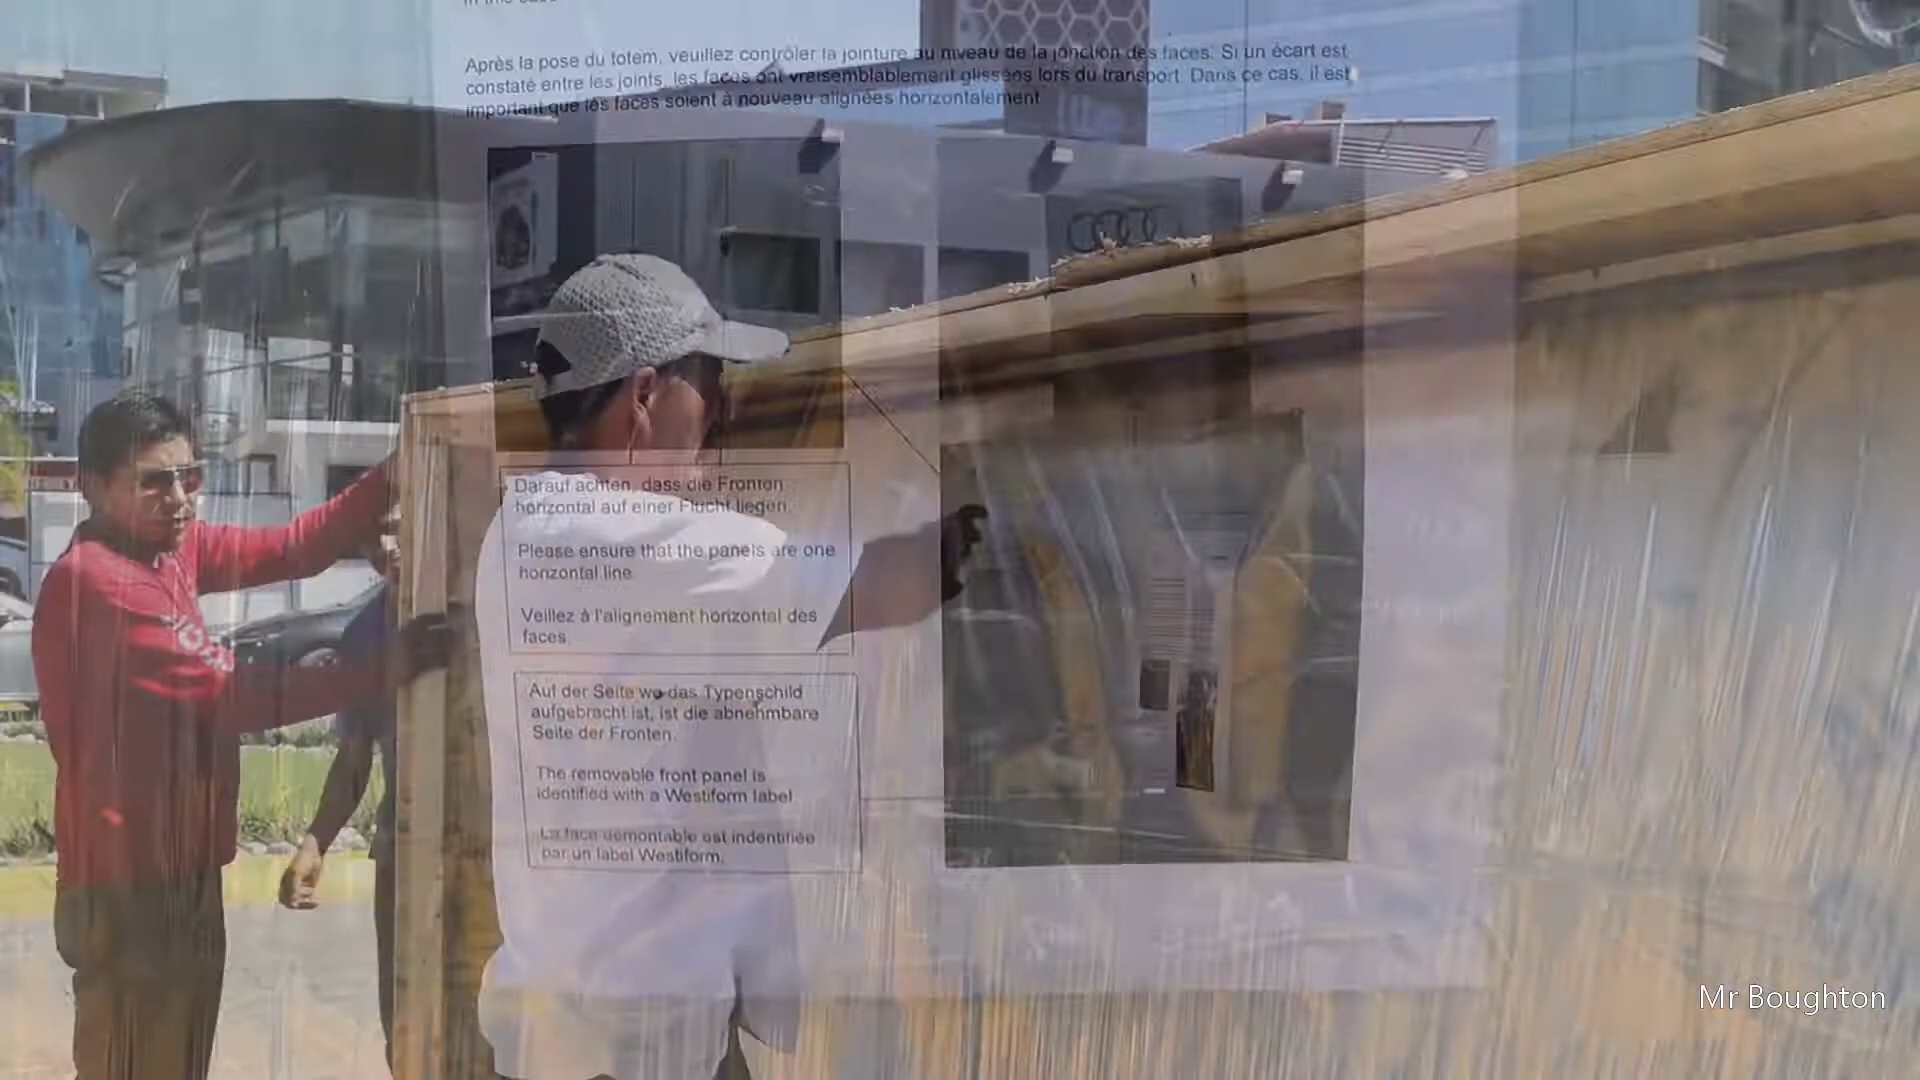 Après la pose du totem, veuillez contrôler la jointure au niveau de la jonction des faces. Si un écart est
constaté entre les joints, les faces ont vraisemblablement glissées lors du transport. Dans ce cas, il est
important que les faces soient à nouveau alignées horizontalement
Darauf achten, dass die Fronten
horizontal auf einer Flucht liegen.
Please ensure that the panels are one
horizontal line.
Veillez à l'alignement horizontal des
faces.
Auf der Seite wo das Typenschild
aufgebracht ist, ist die abnehmbare
Seite der Fronten.
The removable front panel is
identified with a Westiform label
La face démontable est indentifiée
par un label Westiform.
Mr Boughton